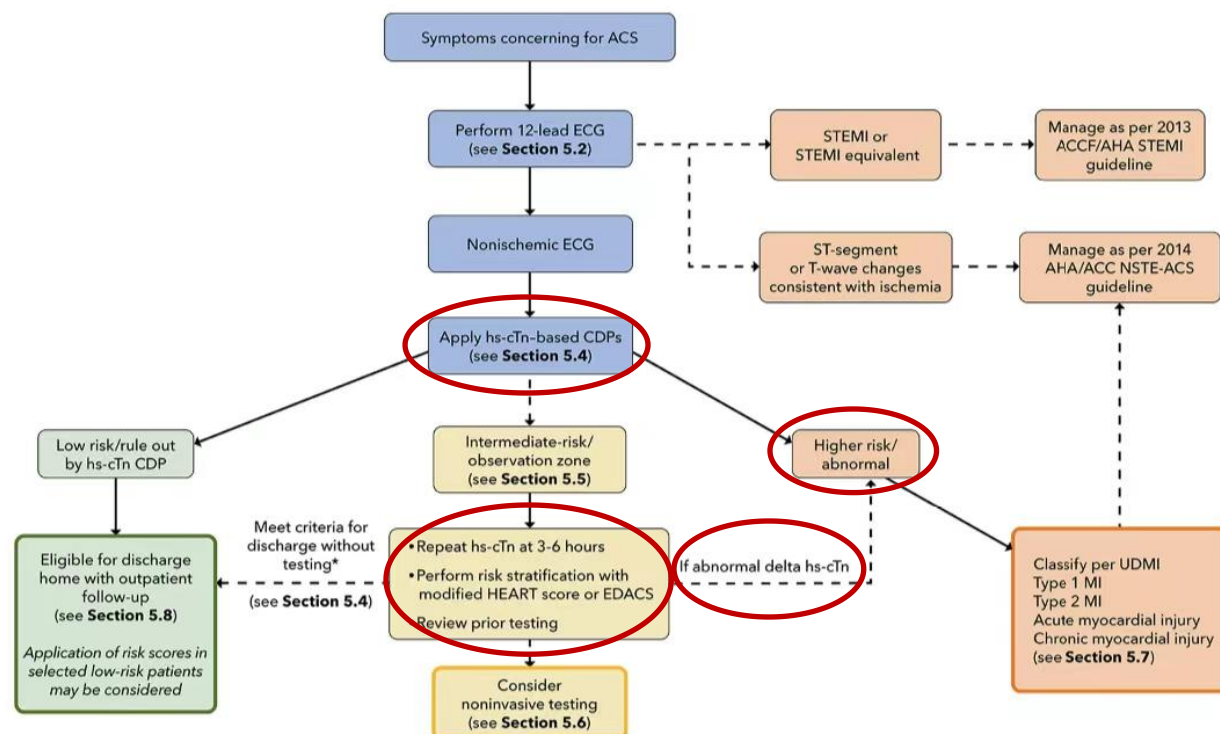 Symptoms concerning for ACS
Perform 12-lead ECG
(see Section 5.2)
STEMI or
STEMI equivalent
Manage as per 2013
ACCF/AHA STEMI
guideline
Nonischemic ECG
ST-segment
or T-wave changes
consistent with ischemia
Manage as per 2014
AHA/ACC NSTE-ACS
guideline
Apply hs-cTn–based CDPs
(see Section 5.4)
Low risk/rule out
by hs-cTn CDP
Intermediate-risk/
observation zone
(see Section 5.5)
Higher risk/
abnormal
Meet criteria for
discharge without
testing*
(see Section 5.4)
Eligible for discharge
home with outpatient
follow-up
(see Section 5.8)
Application of risk scores in
selected low-risk patients
may be considered
•Repeat hs-cTn at 3-6 hours
•Perform risk stratification with
modified HEART score or EDACS
•Review prior testing
If abnormal delta hs-cTn
Classify per UDMI
Type 1 MI
Type 2 MI
Acute myocardial injury
Chronic myocardial injury
(see Section 5.7)
Consider
noninvasive testing
(see Section 5.6)